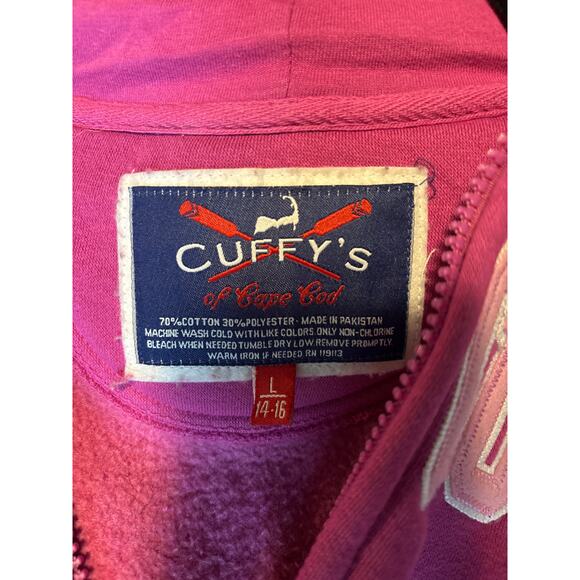 CUFFY'S
of Cape Cod
70%COTTON 30%POLYESTER - MADE IN PAKISTAN
MACHINE WASH COLD WITH LIKE COLORS. ONLY NON-CHLORINE
BLEACH WHEN NEEDED TUMBLE DRY LOW. REMOVE PROMPTLY.
WARM IRON IF NEEDED RN 119113
L
14-16